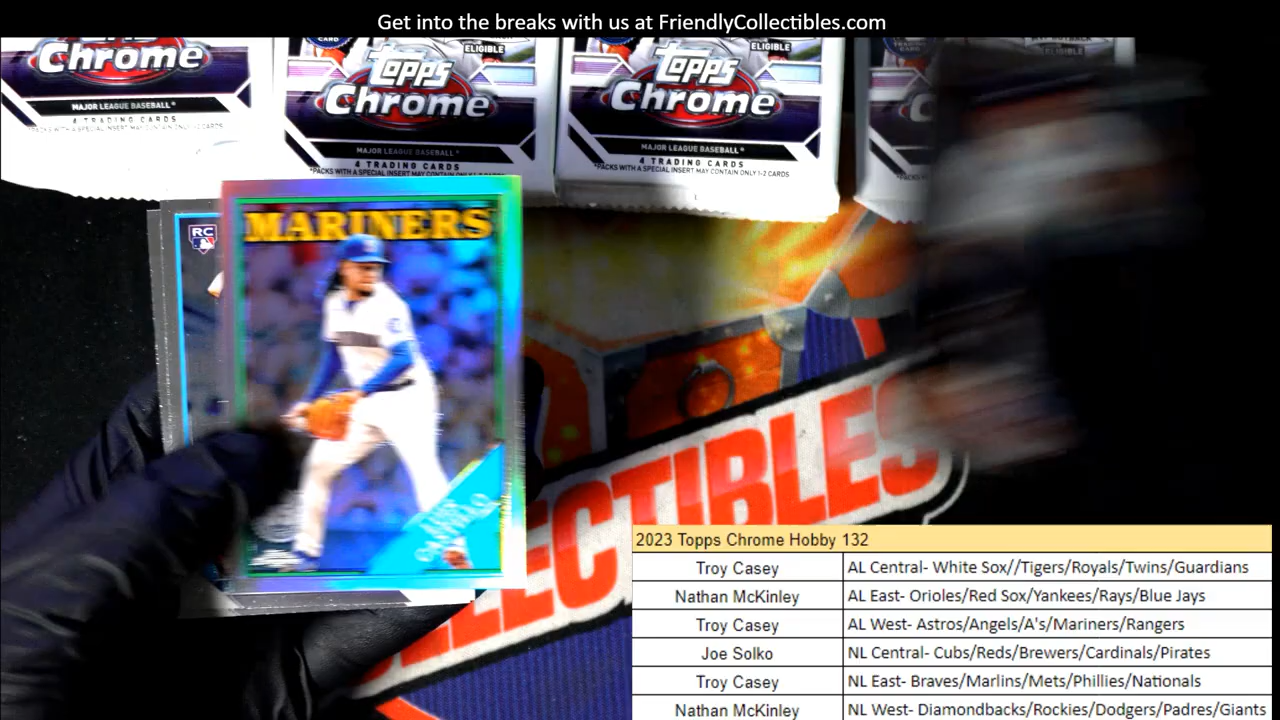 Get into the breaks with us at FriendlyCollectibles.com
Chrome
MAJOR LEAGUE BASEBALL
4 TRADING CARDS
ELIGIBLE
Topps
Chrome
MAJOR LEAGUE BASEBALL
4 TRADING CARDS
*PACKS WITH A SPECIAL INSERT MAY CONTAIN ONLY 1-2 CARDS
ELIGIBLE
Topps
Chrome
MAJOR LEAGUE BASEBALL
4 TRADING CARDS
*PACKS WITH A SPECIAL INSERT MAY CONTAIN ONLY 1-2 CARDS
RC
MARINERS
LECTIBLES
2023 Topps Chrome Hobby 132
Troy Casey AL Central- White Sox//Tigers/Royals/Twins/Guardians
Nathan McKinley AL East- Orioles/Red Sox/Yankees/Rays/Blue Jays
Troy Casey AL West- Astros/Angels/A's/Mariners/Rangers
Joe Solko NL Central- Cubs/Reds/Brewers/Cardinals/Pirates
Troy Casey NL East- Braves/Marlins/Mets/Phillies/Nationals
Nathan McKinley NL West- Diamondbacks/Rockies/Dodgers/Padres/Giants